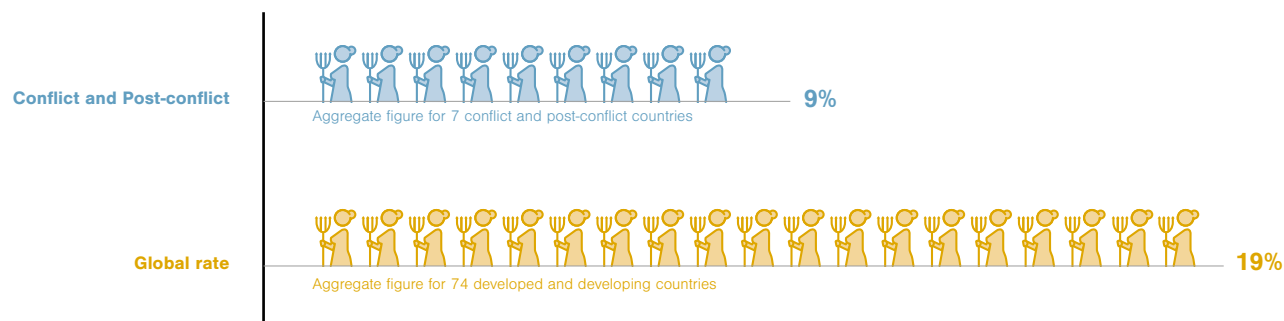 Conflict and Post-conflict
9%
Aggregate figure for 7 conflict and post-conflict countries
Global rate
19%
Aggregate figure for 74 developed and developing countries